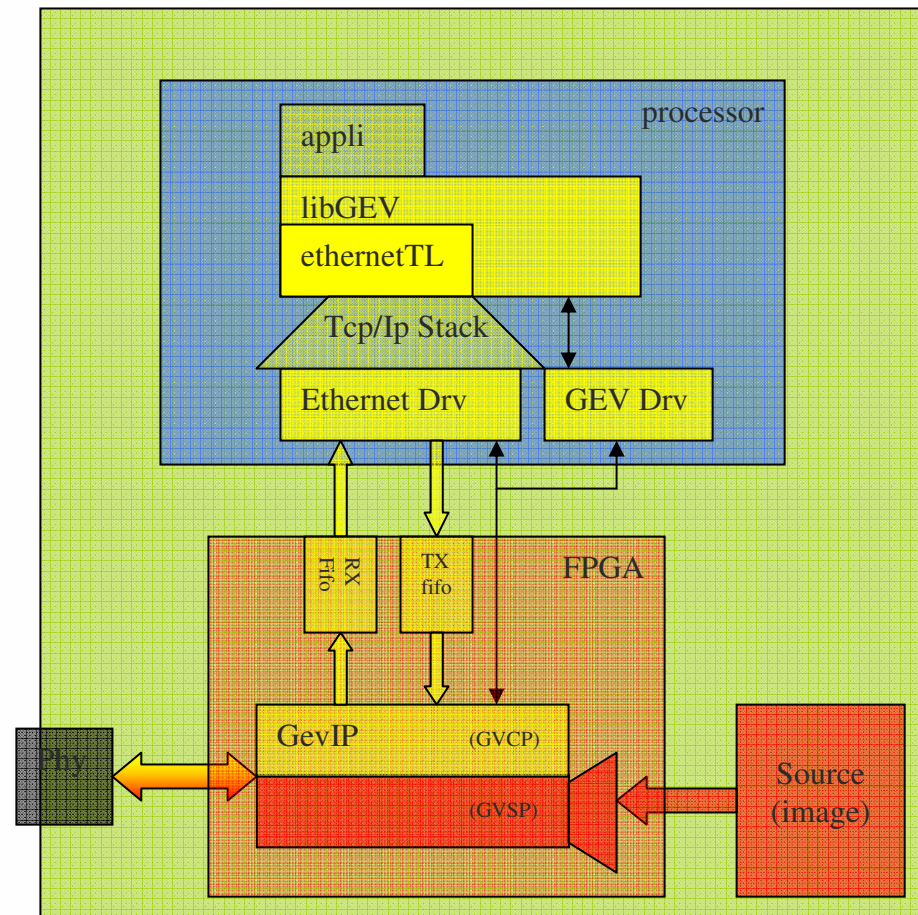 processor
appli
libGEV
ethernetTL
Tcp/Ip Stack
Ethernet Drv
GEV Drv
RX
Fifo
TX
fifo
FPGA
GevIP
(GVCP)
Phy
(GVSP)
Source
(image)